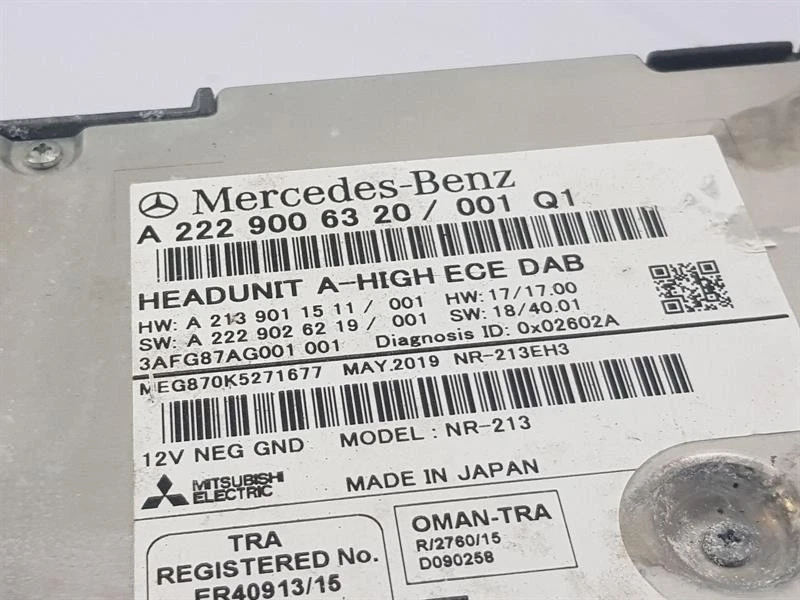 Mercedes-Benz
A 222 900 63 20 / 001 Q1
HEADUNIT A-HIGH ECE DAB
HW: A 213 901 15 11 / 001 HW: 17/17.00
SW: A 222 902 62 19 / 001 SW: 18/40.01
3AFG87AG001 001 Diagnosis ID: 0x02602A
MEG870K5271677 MAY.2019 NR-213EH3
12V NEG GND MODEL : NR-213
MITSUBISHI
ELECTRIC
MADE IN JAPAN
TRA
REGISTERED No.
ER40913/15
OMAN-TRA
R/2760/15
D090258